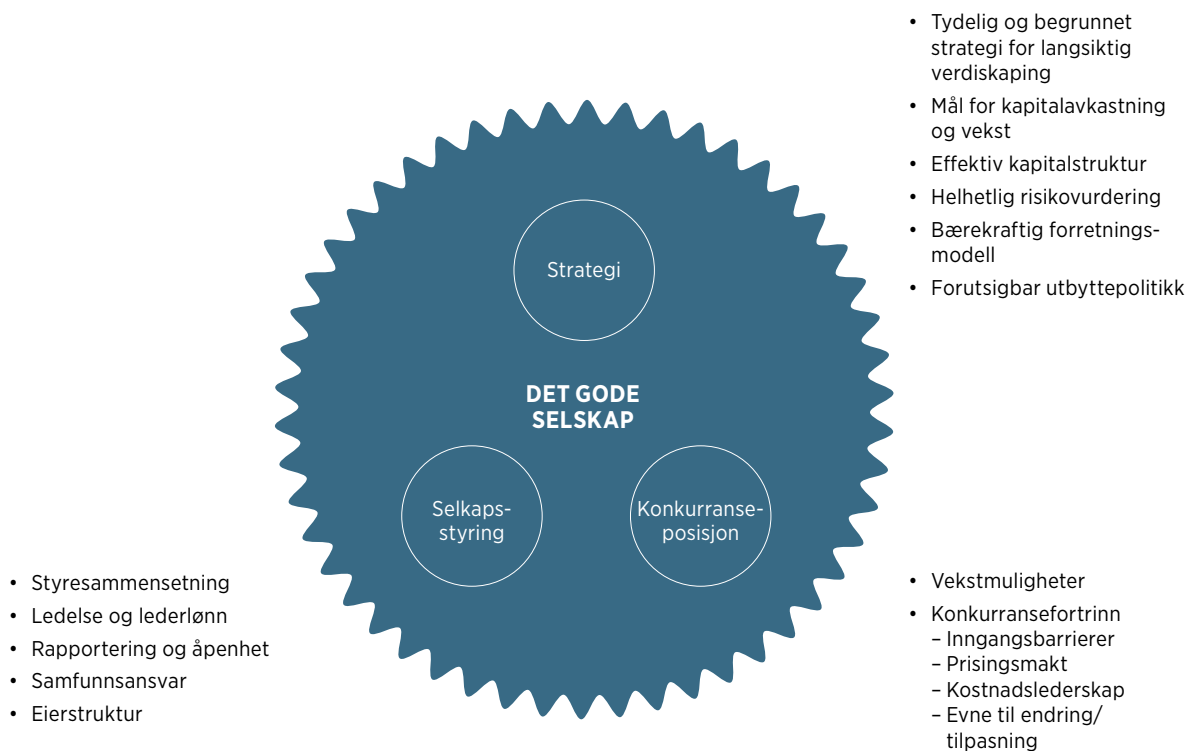 • Tydelig og begrunnet
strategi for langsiktig
verdiskaping
• Mål for kapitalavkastning
og vekst
• Effektiv kapitalstruktur
• Helhetlig risikovurdering
• Bærekraftig forretnings-
modell
• Forutsigbar utbyttepolitikk
Strategi
DET GODE
SELSKAP
Selkaps-
styring
Konkurranse-
posisjon
• Styresammensetning
• Ledelse og lederlønn
• Rapportering og åpenhet
• Samfunnsansvar
• Eierstruktur
• Vekstmuligheter
• Konkurransefortrinn
– Inngangsbarrierer
– Prisingsmakt
– Kostnadslederskap
– Evne til endring/
tilpasning